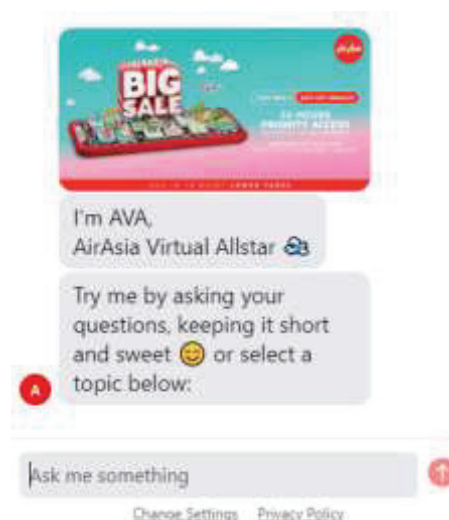 airasia
BIG
SALE
24 HOURS
PRIORITY ACCESS
I'm AVA,
AirAsia Virtual Allstar
Try me by asking your
questions, keeping it short
and sweet 😊 or select a
topic below:
A
Ask me something
Change Settings Privacy Policy